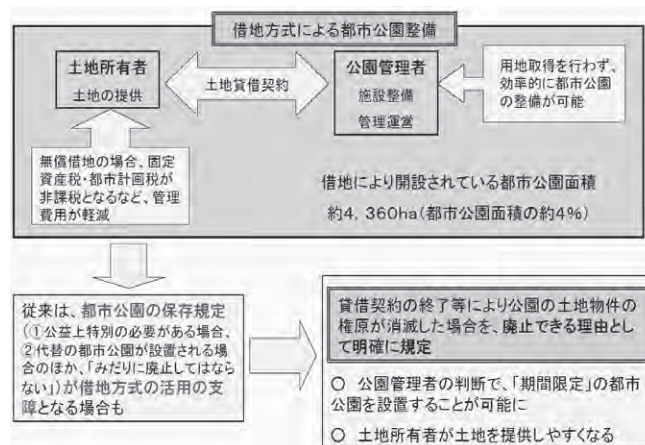 借地方式による都市公園整備
土地所有者
土地の提供
土地貸借契約
公園管理者
施設整備
管理運営
用地取得を行わず、
効率的に都市公園
の整備が可能
無償借地の場合、固定
資産税・都市計画税が
非課税となるなど、管理
費用が軽減
借地により開設されている都市公園面積
約4,360ha(都市公園面積の約4%)
従来は、都市公園の保存規定
(①公益上特別の必要がある場合、
②代替の都市公園が設置される場
合のほか、「みだりに廃止してはなら
ない」)が借地方式の活用の支
障となる場合も
貸借契約の終了等により公園の土地物件の
権原が消滅した場合を、廃止できる理由とし
て明確に規定
○ 公園管理者の判断で、「期間限定」の都市
公園を設置することが可能に
○ 土地所有者が土地を提供しやすくなる